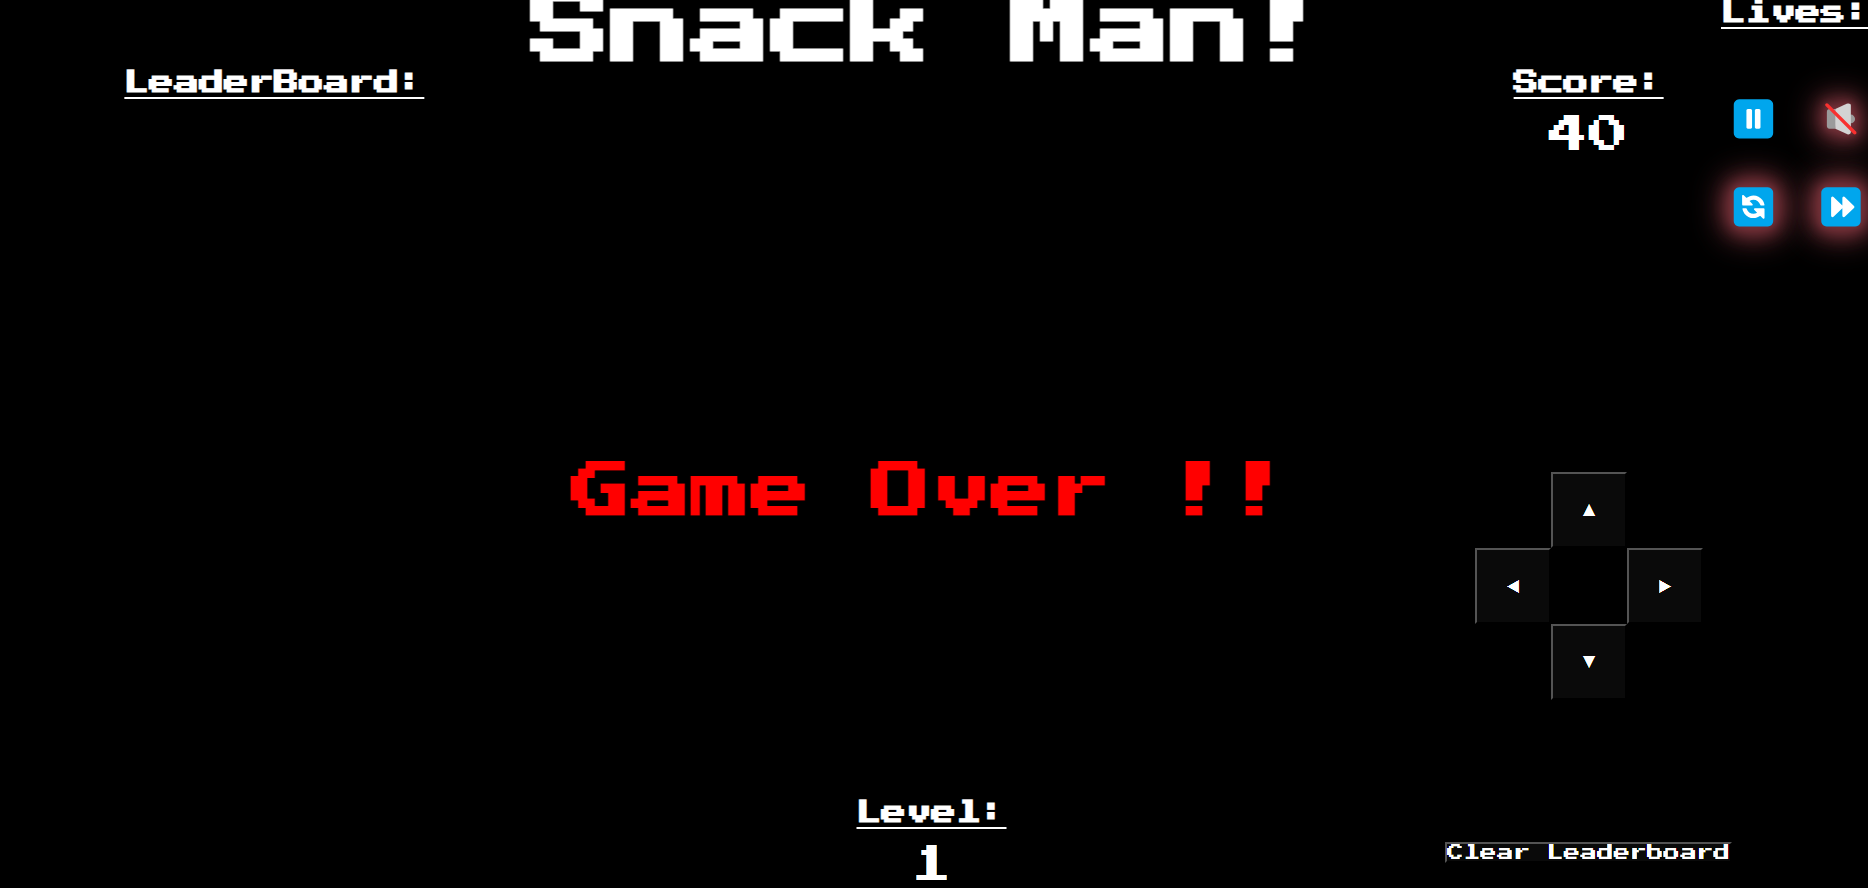 Snack Man!
Lives:
LeaderBoard:
Score:
40
Game Over !!
Level:
1
Clear Leaderboard